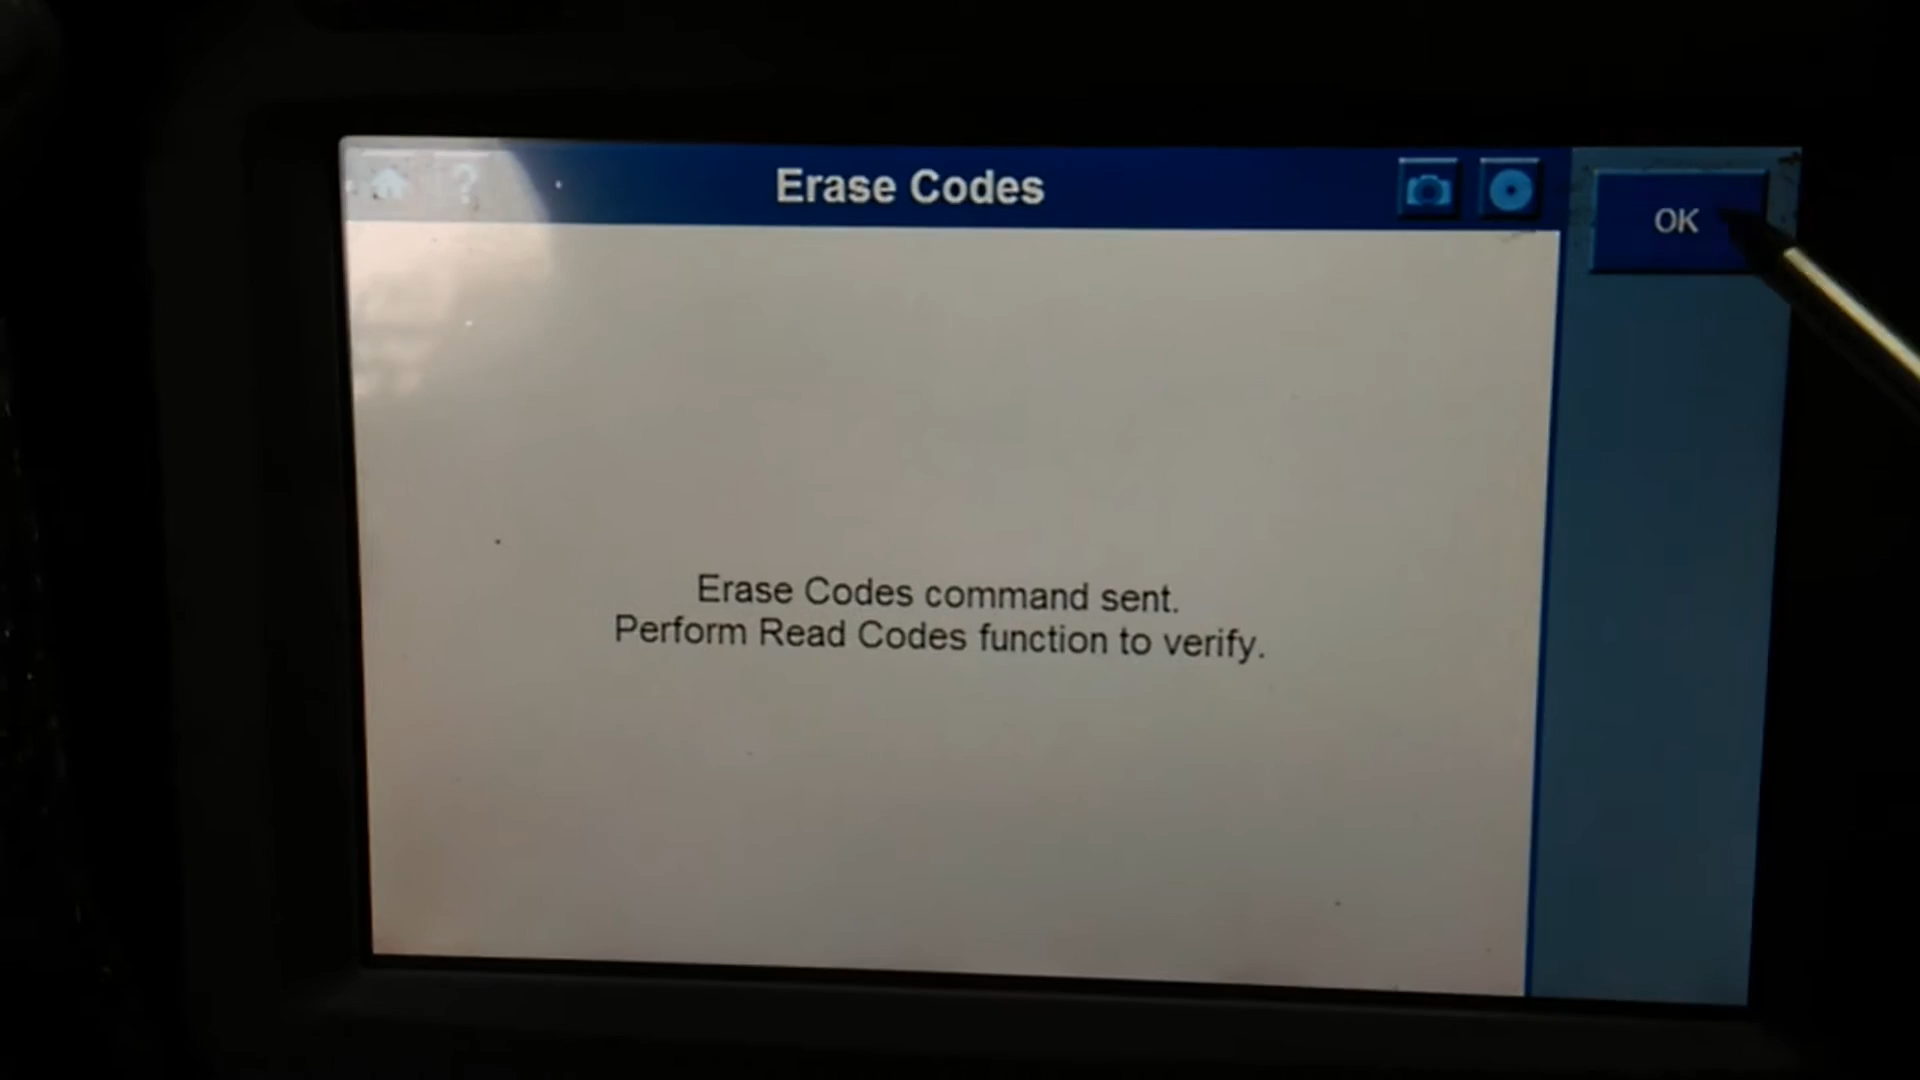 Erase Codes
OK
Erase Codes command sent.
Perform Read Codes function to verify.